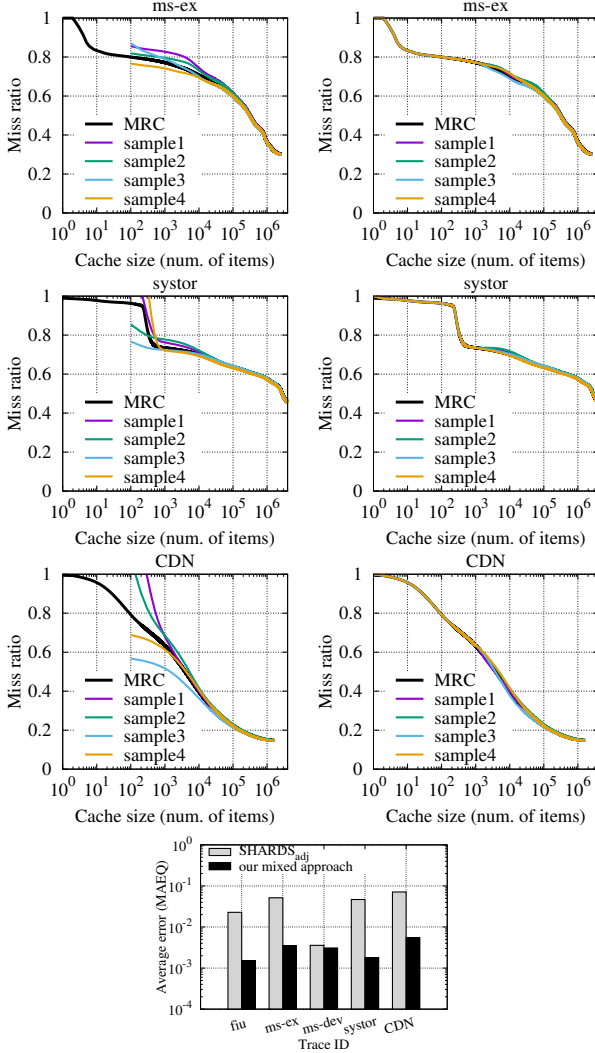 ms-ex
1
0.8
0.6
0.4
0.2
0
Miss ratio
MRC
sample1
sample2
sample3
sample4
10^0 10^1 10^2 10^3 10^4 10^5 10^6
Cache size (num. of items)
ms-ex
1
0.8
0.6
0.4
0.2
0
Miss ratio
MRC
sample1
sample2
sample3
sample4
10^0 10^1 10^2 10^3 10^4 10^5 10^6
Cache size (num. of items)
systor
1
0.8
0.6
0.4
0.2
0
Miss ratio
MRC
sample1
sample2
sample3
sample4
10^0 10^1 10^2 10^3 10^4 10^5 10^6
Cache size (num. of items)
systor
1
0.8
0.6
0.4
0.2
0
Miss ratio
MRC
sample1
sample2
sample3
sample4
10^0 10^1 10^2 10^3 10^4 10^5 10^6
Cache size (num. of items)
CDN
1
0.8
0.6
0.4
0.2
0
Miss ratio
MRC
sample1
sample2
sample3
sample4
10^0 10^1 10^2 10^3 10^4 10^5 10^6
Cache size (num. of items)
CDN
1
0.8
0.6
0.4
0.2
0
Miss ratio
MRC
sample1
sample2
sample3
sample4
10^0 10^1 10^2 10^3 10^4 10^5 10^6
Cache size (num. of items)
10^0
10^-1
10^-2
10^-3
10^-4
Average error (MAEQ)
SHARDS_adj
our mixed approach
fiu ms-ex ms-dev systor CDN
Trace ID